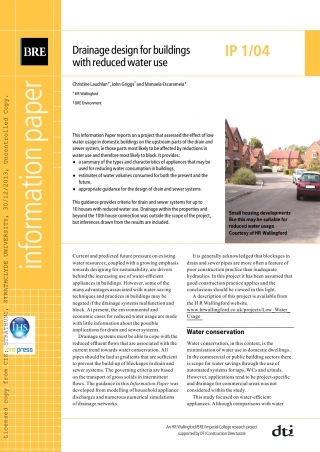 BRE
Drainage design for buildings
with reduced water use
IP 1/04
Christine Lauchlan*, John Griggs† and Manuela Escarameia*
* HR Wallingford
† BRE Environment
information paper
Licensed copy from CIS: STRATHUNI, STRATHCLYDE UNIVERSITY, 30/12/2013, Uncontrolled Copy.
IHS
press
This Information Paper reports on a project that assessed the effect of low
water usage in domestic buildings on the upstream parts of the drain and
sewer system, ie those parts most likely to be affected by reductions in
water use and therefore most likely to block. It provides:
● a summary of the types and characteristics of appliances that may be
used for reducing water consumption in buildings,
● estimates of water volumes consumed for both the present and the
future,
● appropriate guidance for the design of drain and sewer systems.
This guidance provides criteria for drain and sewer systems for up to
10 houses with reduced water use. Drainage within the properties and
beyond the 10th house connection was outside the scope of the project,
but inferences drawn from the results are included.
Small housing developments
like this may be suitable for
reduced water usage
Courtesy of HR Wallingford
Current and predicted future pressure on existing
water resources, coupled with a growing emphasis
towards designing for sustainability, are drivers
behind the increasing use of water-efficient
appliances in buildings. However, some of the
many advantages associated with water-saving
techniques and practices in buildings may be
negated if the drainage systems malfunction and
block. At present, the environmental and
economic cases for reduced water usage are made
with little information about the possible
implications for drain and sewer systems.
Drainage systems must be able to cope with the
reduced effluent flows that are associated with the
current trend towards water conservation. All
pipes should be laid at gradients that are sufficient
to prevent the build up of blockages in drain and
sewer systems. The governing criteria are based
on the transport of gross solids in intermittent
flows. The guidance in this Information Paper was
developed from modelling of household appliance
discharges and numerical simulations
of drainage networks.
It is generally acknowledged that blockages in
drain and sewer pipes are more often a feature of
poor construction practice than inadequate
hydraulics. In this project it has been assumed that
good construction practice applies and the
conclusions should be viewed in this light.
A description of this project is available from
the HR Wallingford website.
www.hrwallingford.co.uk/projects/Low_Water_
Usage
Water conservation
Water conservation, in this context, is the
minimisation of water use in domestic dwellings.
In the commercial or public building sectors there
is scope for water savings through the use of
automated systems for taps, WCs and urinals.
However, applications tend to be project-specific
and drainage for commercial areas was not
considered within the study.
This study focused on water-efficient
appliances. Although comparisons with water
An HR Wallingford/BRE/Imperial College research project
supported by DTI Construction Directorate
dti